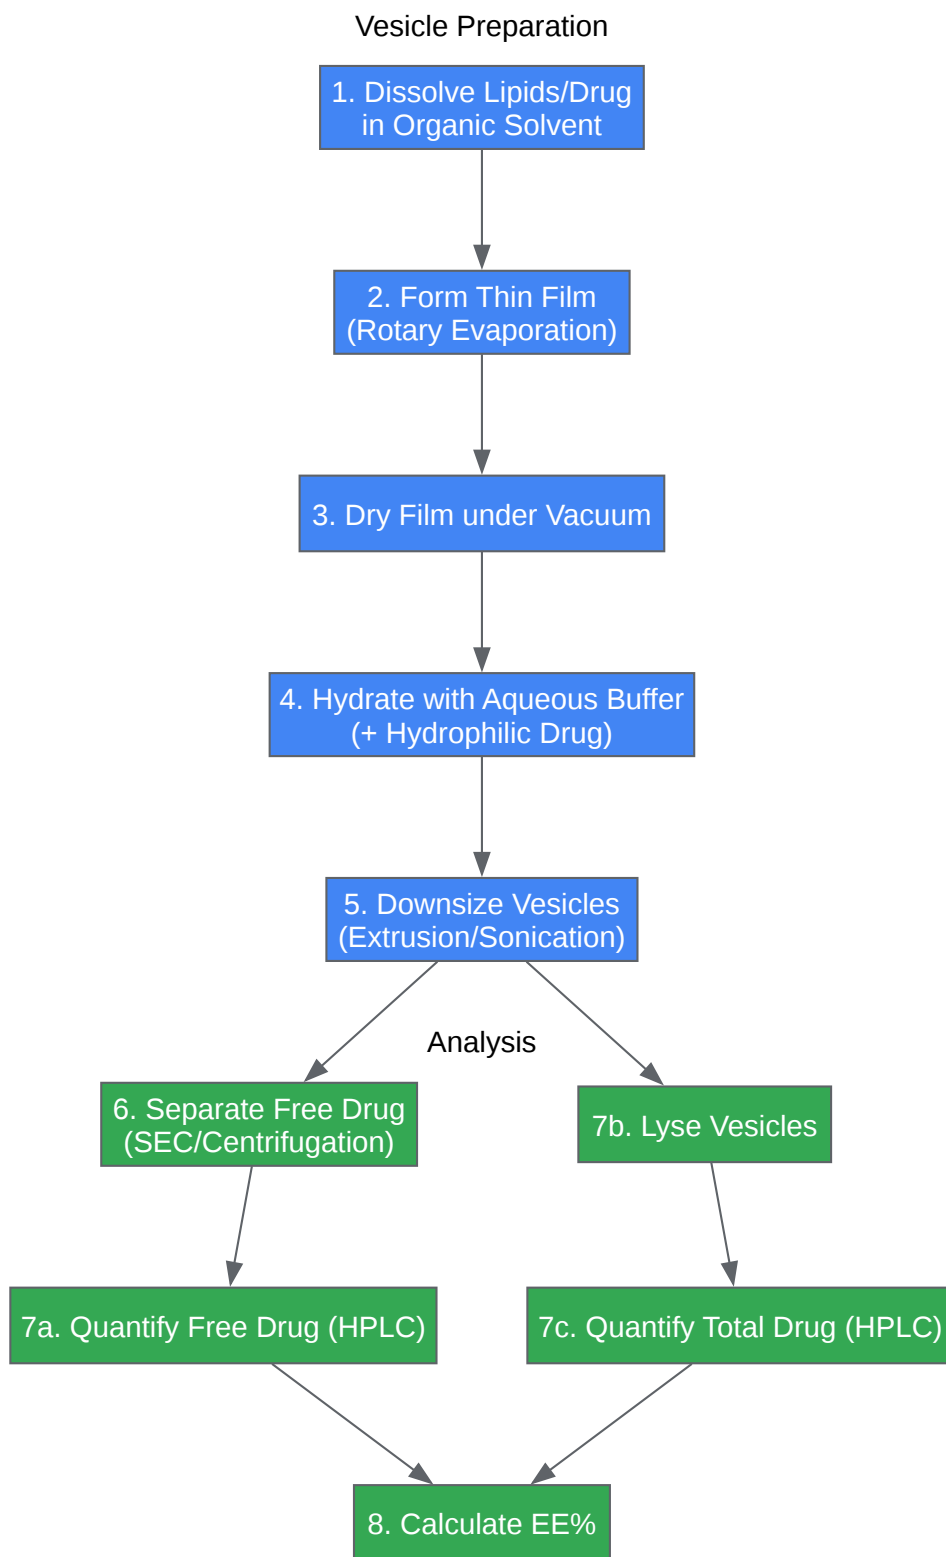 Vesicle Preparation
1. Dissolve Lipids/Drug
in Organic Solvent
2. Form Thin Film
(Rotary Evaporation)
3. Dry Film under Vacuum
4. Hydrate with Aqueous Buffer
(+ Hydrophilic Drug)
5. Downsize Vesicles
(Extrusion/Sonication)
Analysis
6. Separate Free Drug
(SEC/Centrifugation)
7b. Lyse Vesicles
7a. Quantify Free Drug (HPLC)
7c. Quantify Total Drug (HPLC)
8. Calculate EE%